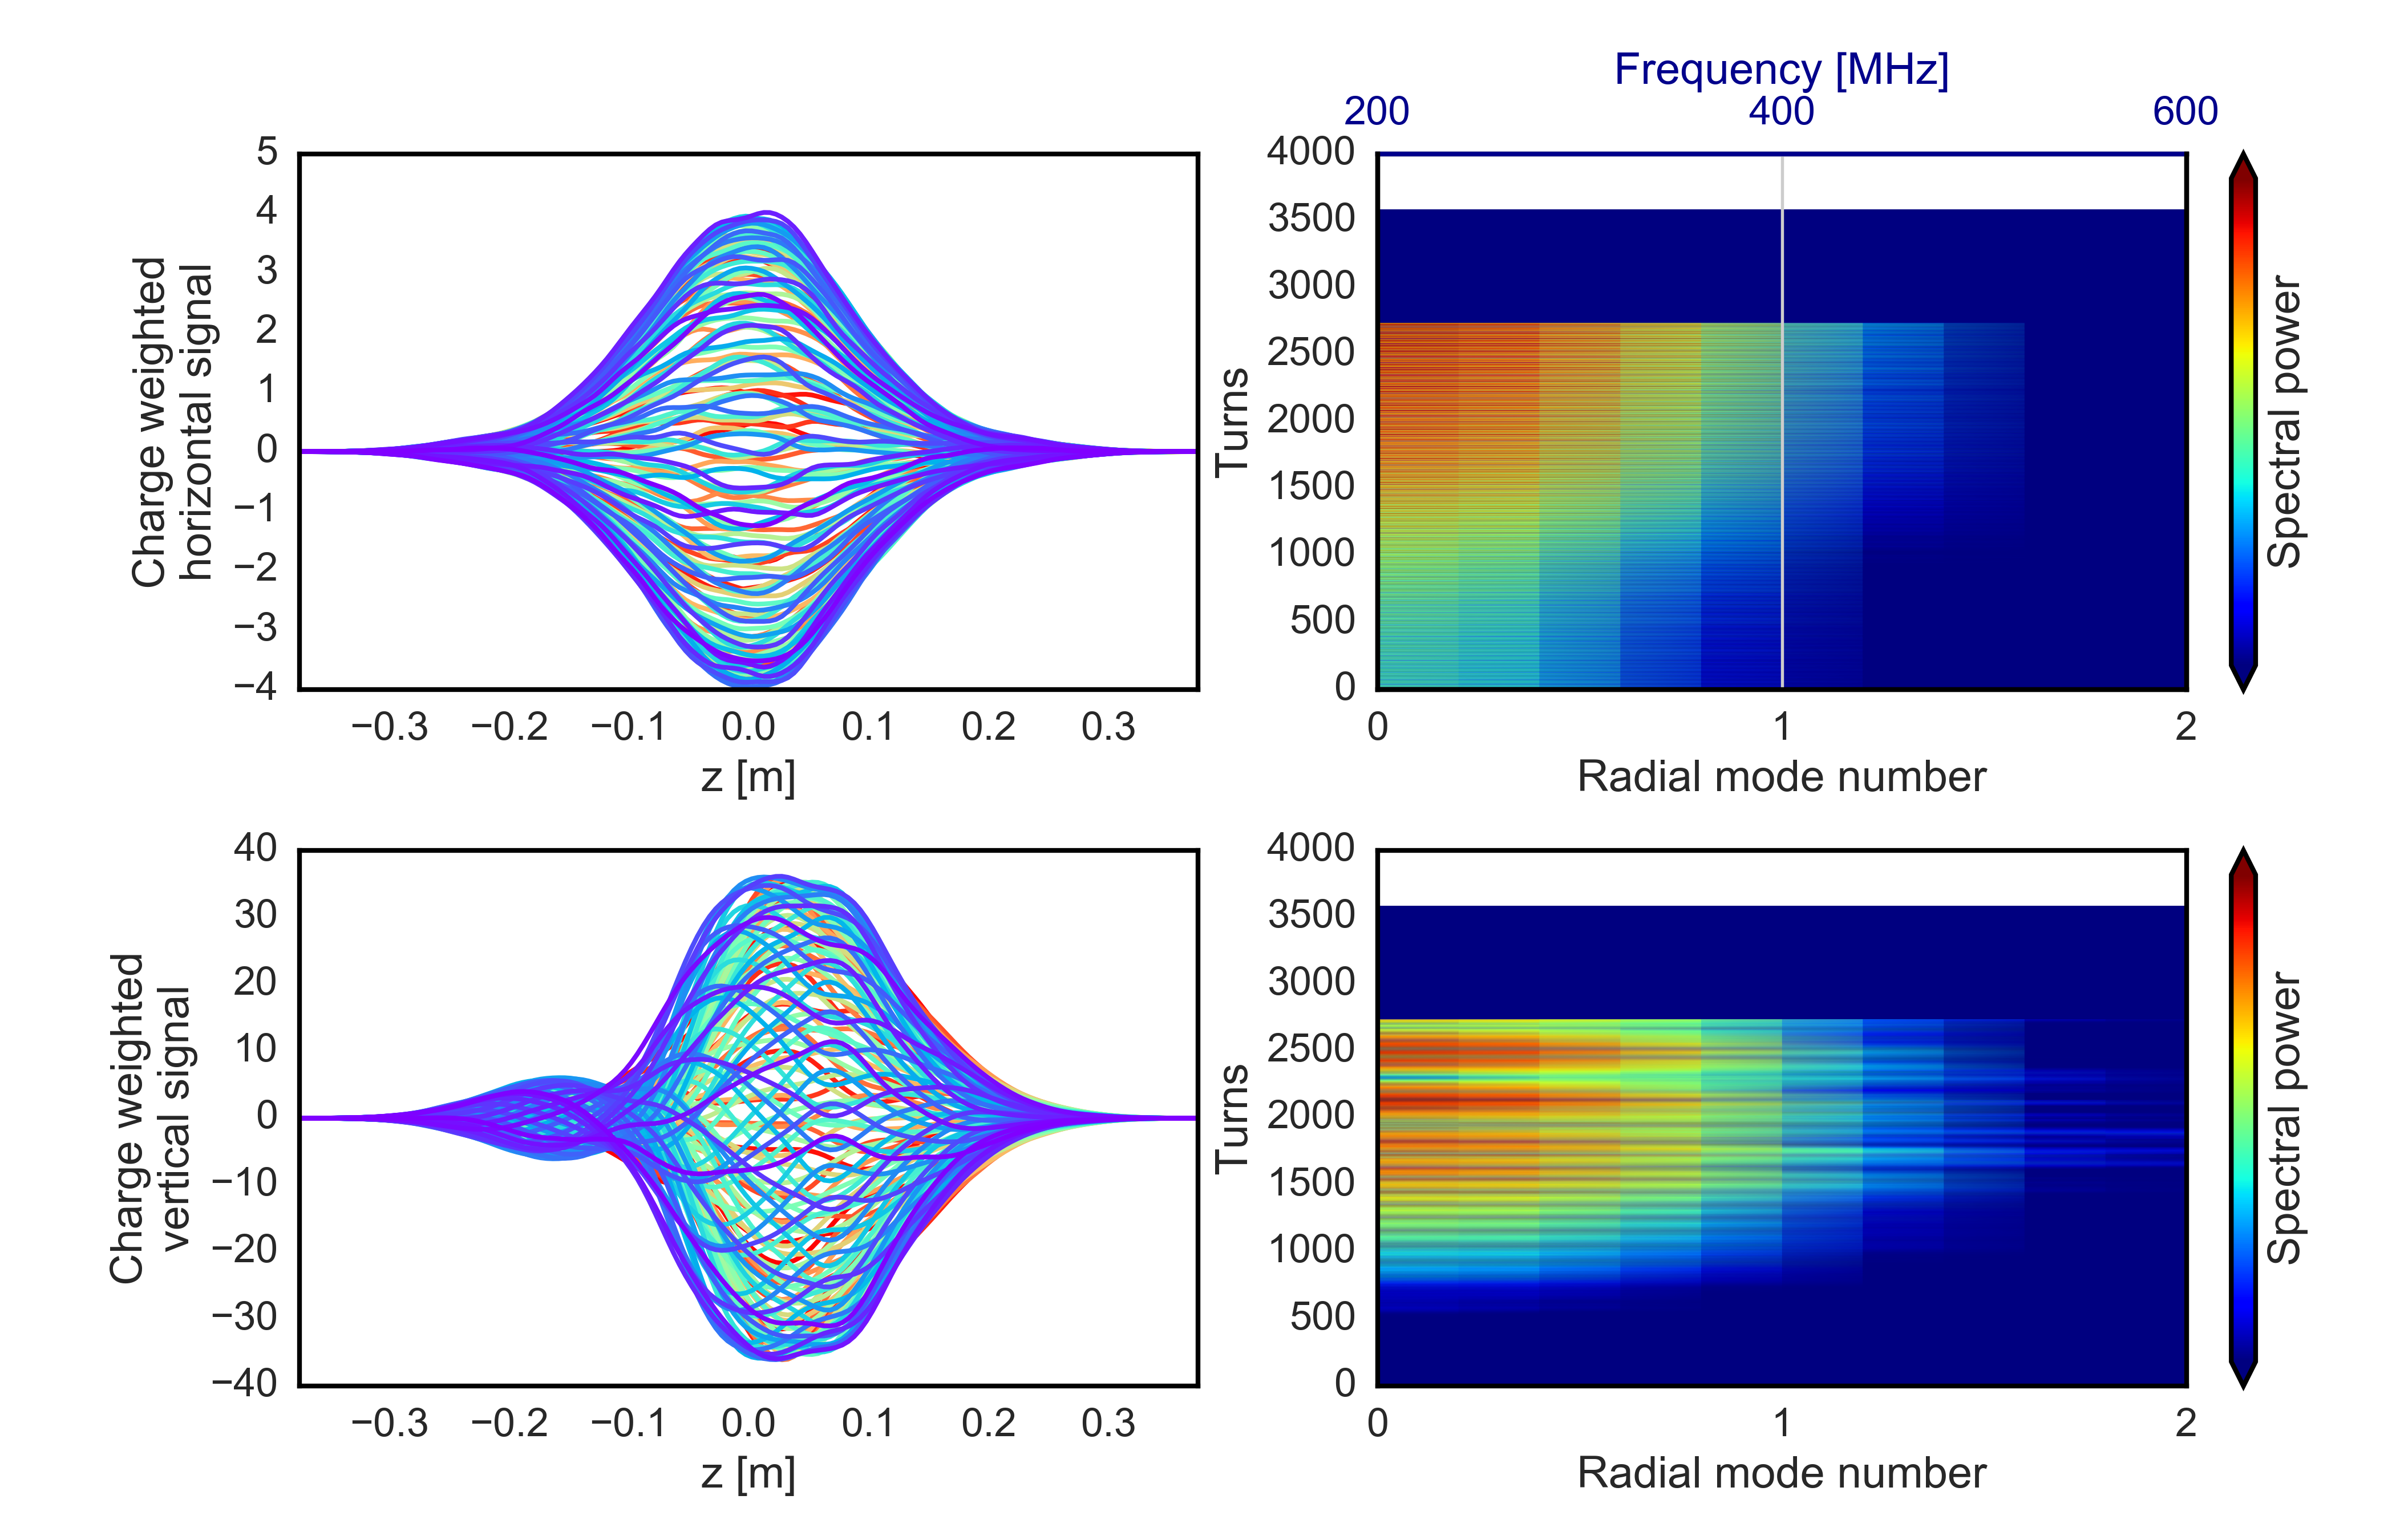 Frequency [MHz]
200 400 600
5
4
3
2
1
0
−1
−2
−3
−4
Charge weighted
horizontal signal
−0.3 −0.2 −0.1 0.0 0.1 0.2 0.3
z [m]
4000
3500
3000
2500
2000
1500
1000
500
0
Turns
0 1 2
Radial mode number
Spectral power
40
30
20
10
0
−10
−20
−30
−40
Charge weighted
vertical signal
−0.3 −0.2 −0.1 0.0 0.1 0.2 0.3
z [m]
4000
3500
3000
2500
2000
1500
1000
500
0
Turns
0 1 2
Radial mode number
Spectral power